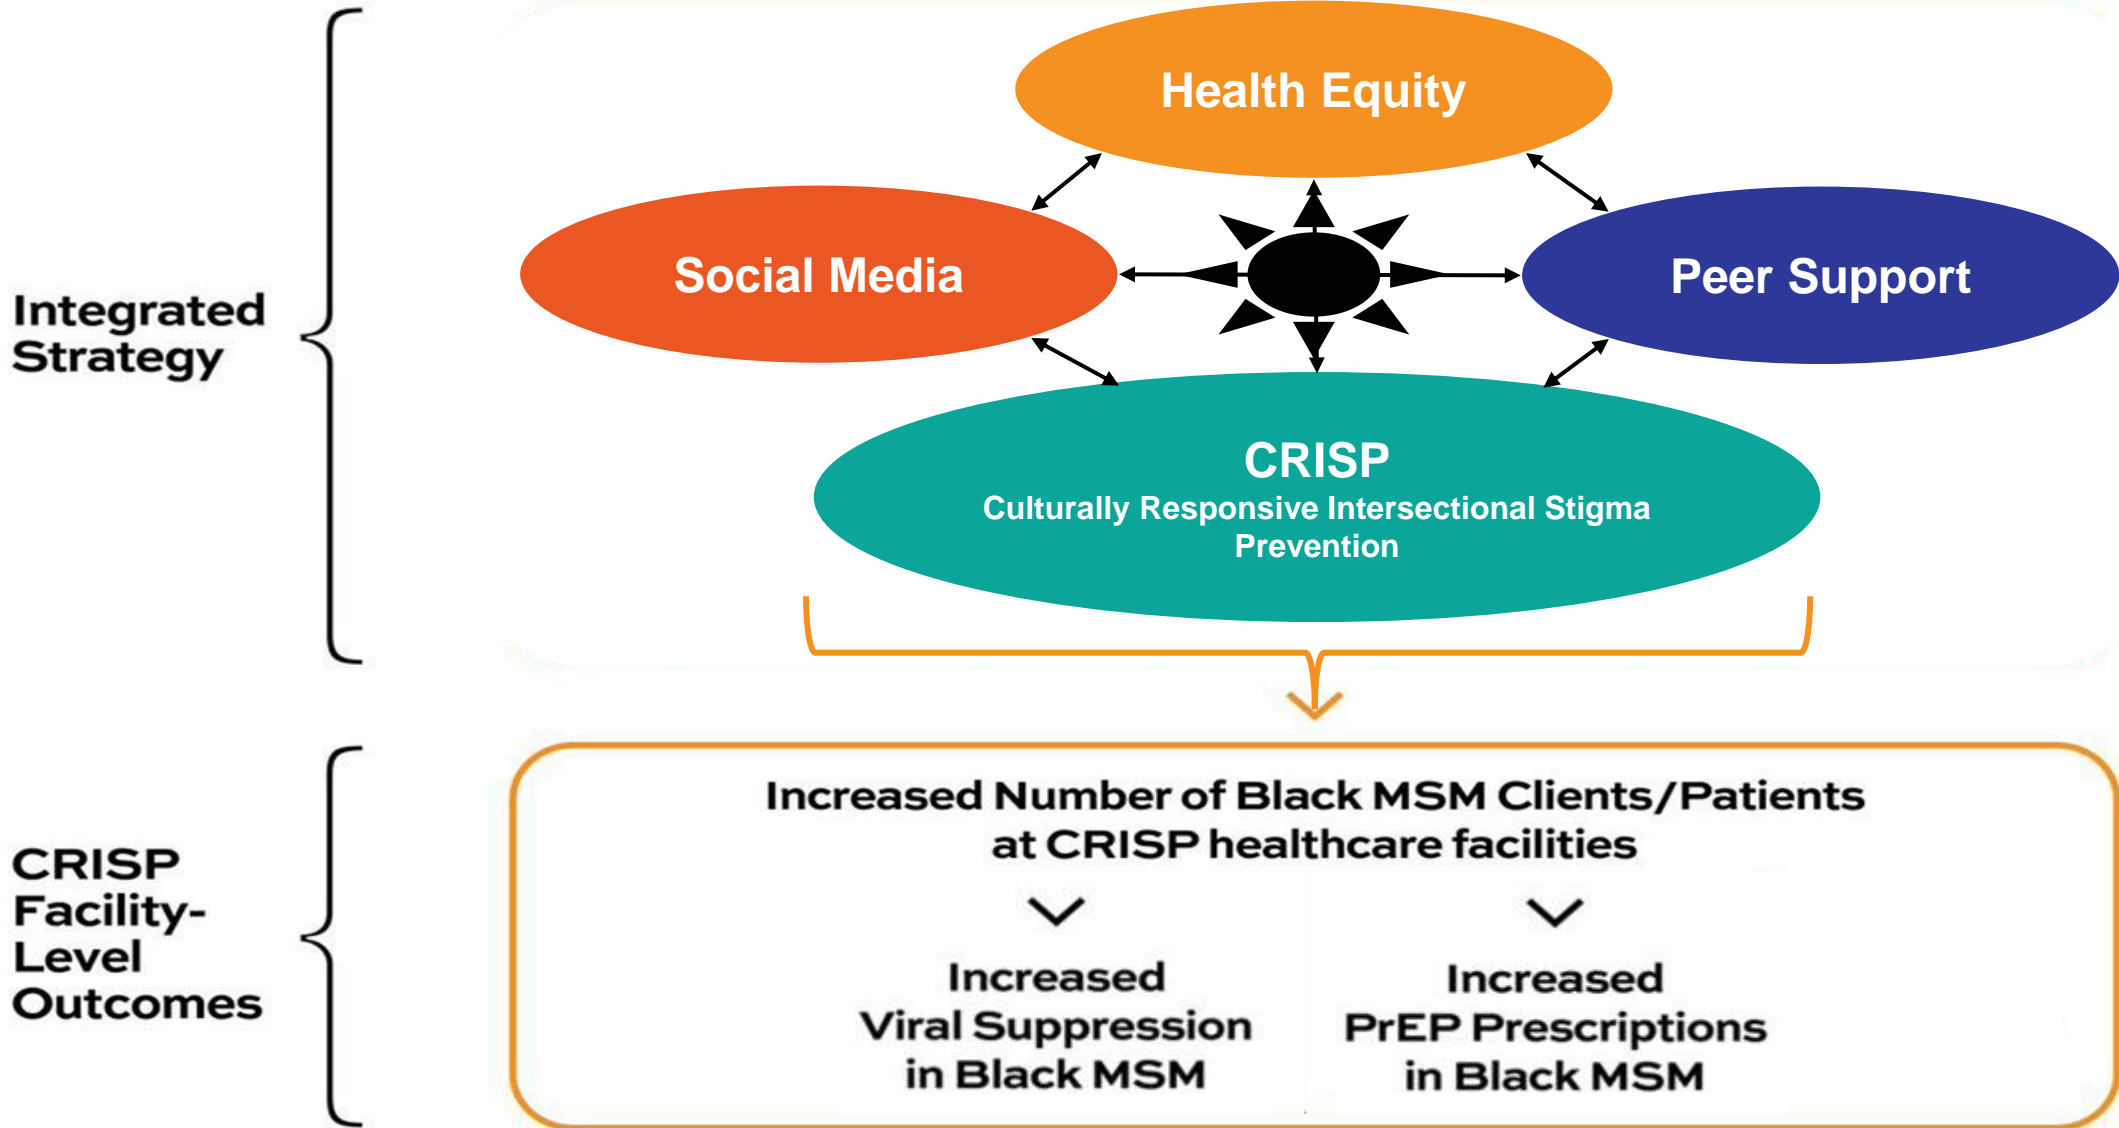 Health Equity
Social Media
Peer Support
Integrated
Strategy
CRISP
Culturally Responsive Intersectional Stigma
Prevention
CRISP
Facility-
Level
Outcomes
Increased Number of Black MSM Clients/Patients
at CRISP healthcare facilities
Increased
Viral Suppression
in Black MSM
Increased
PrEP Prescriptions
in Black MSM